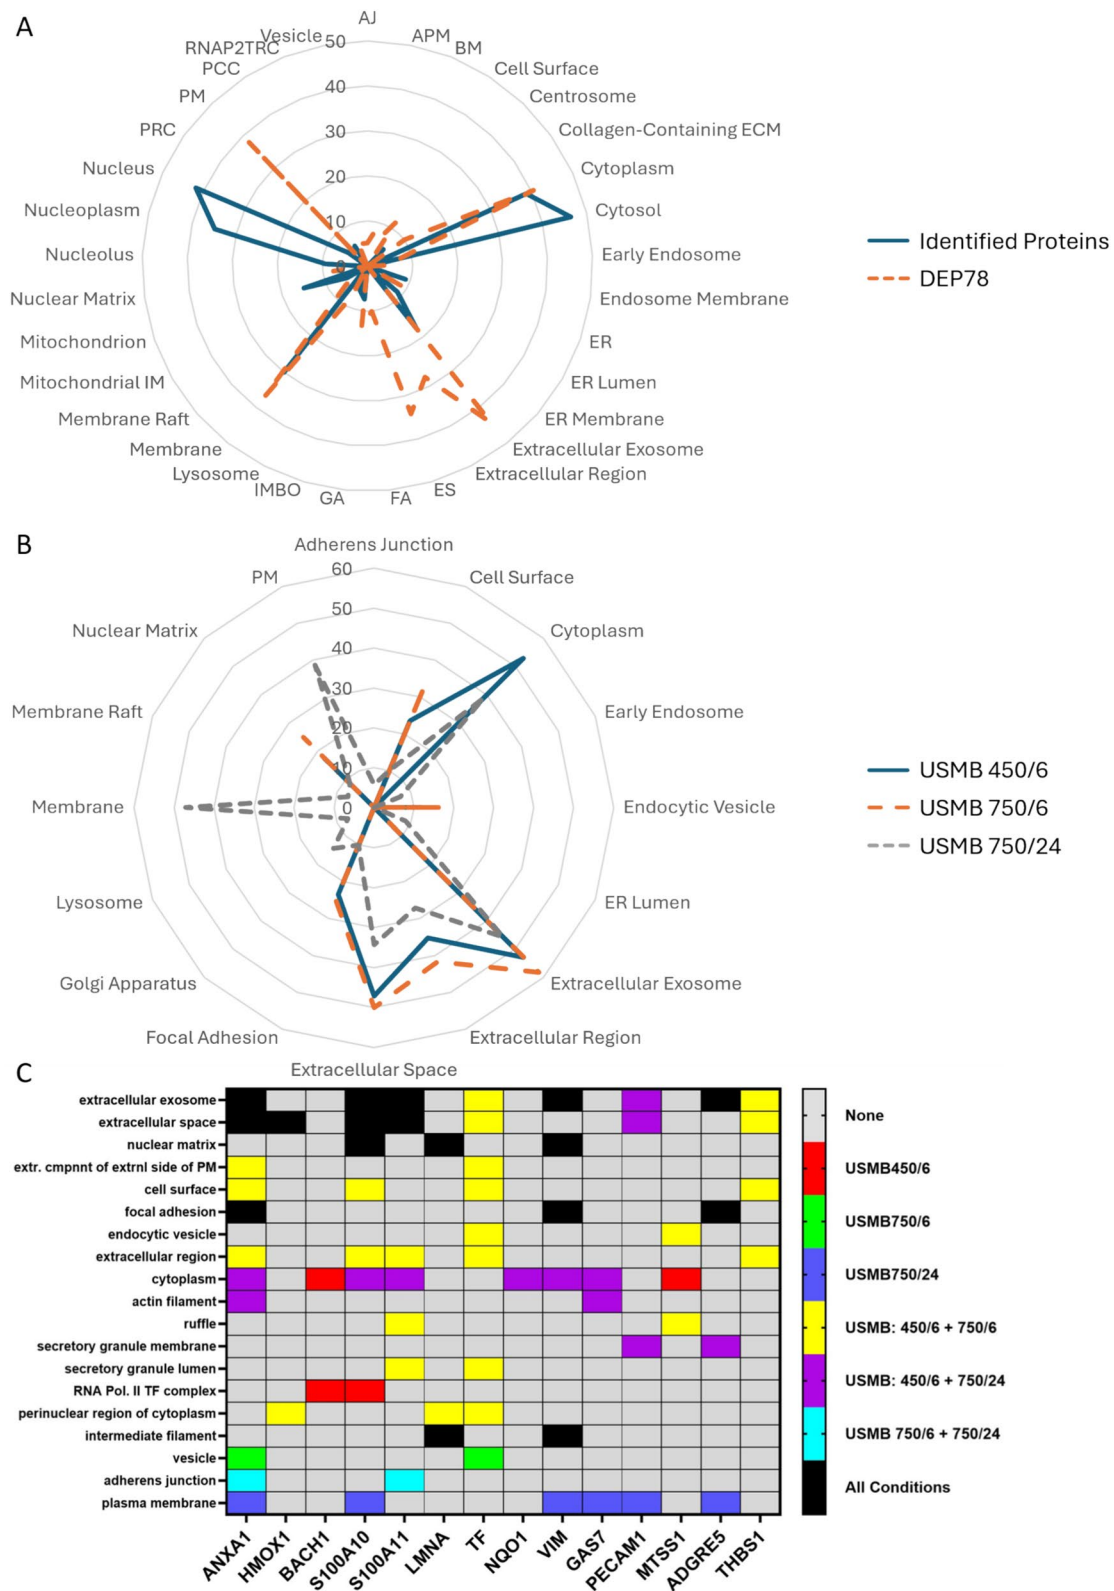 A
AJ
APM
BM
Cell Surface
Centrosome
Collagen-Containing ECM
Cytoplasm
Cytosol
Early Endosome
Endosome Membrane
ER
ER Lumen
ER Membrane
Extracellular Exosome
Extracellular Region
ES
FA
GA
IMBO
Lysosome
Membrane
Membrane Raft
Mitochondrial IM
Mitochondrion
Nuclear Matrix
Nucleolus
Nucleoplasm
Nucleus
PRC
PM
PCC
RNAP2TRC
Vesicle
50
40
30
20
10
0
Identified Proteins
DEP78
B
Adherens Junction
Cell Surface
Cytoplasm
Early Endosome
Endocytic Vesicle
ER Lumen
Extracellular Exosome
Extracellular Region
Extracellular Space
Focal Adhesion
Golgi Apparatus
Lysosome
Membrane
Membrane Raft
Nuclear Matrix
PM
60
50
40
30
20
10
0
USMB 450/6
USMB 750/6
USMB 750/24
C
extracellular exosome
extracellular space
nuclear matrix
extr. cmpnnt of extrnl side of PM
cell surface
focal adhesion
endocytic vesicle
extracellular region
cytoplasm
actin filament
ruffle
secretory granule membrane
secretory granule lumen
RNA Pol. II TF complex
perinuclear region of cytoplasm
intermediate filament
vesicle
adherens junction
plasma membrane
ANXA1
HMOX1
BACH1
S100A10
S100A11
LMNA
TF
NQO1
VIM
GAS7
PECAM1
MTSS1
ADGRE5
THBS1
None
USMB450/6
USMB750/6
USMB750/24
USMB: 450/6 + 750/6
USMB: 450/6 + 750/24
USMB 750/6 + 750/24
All Conditions